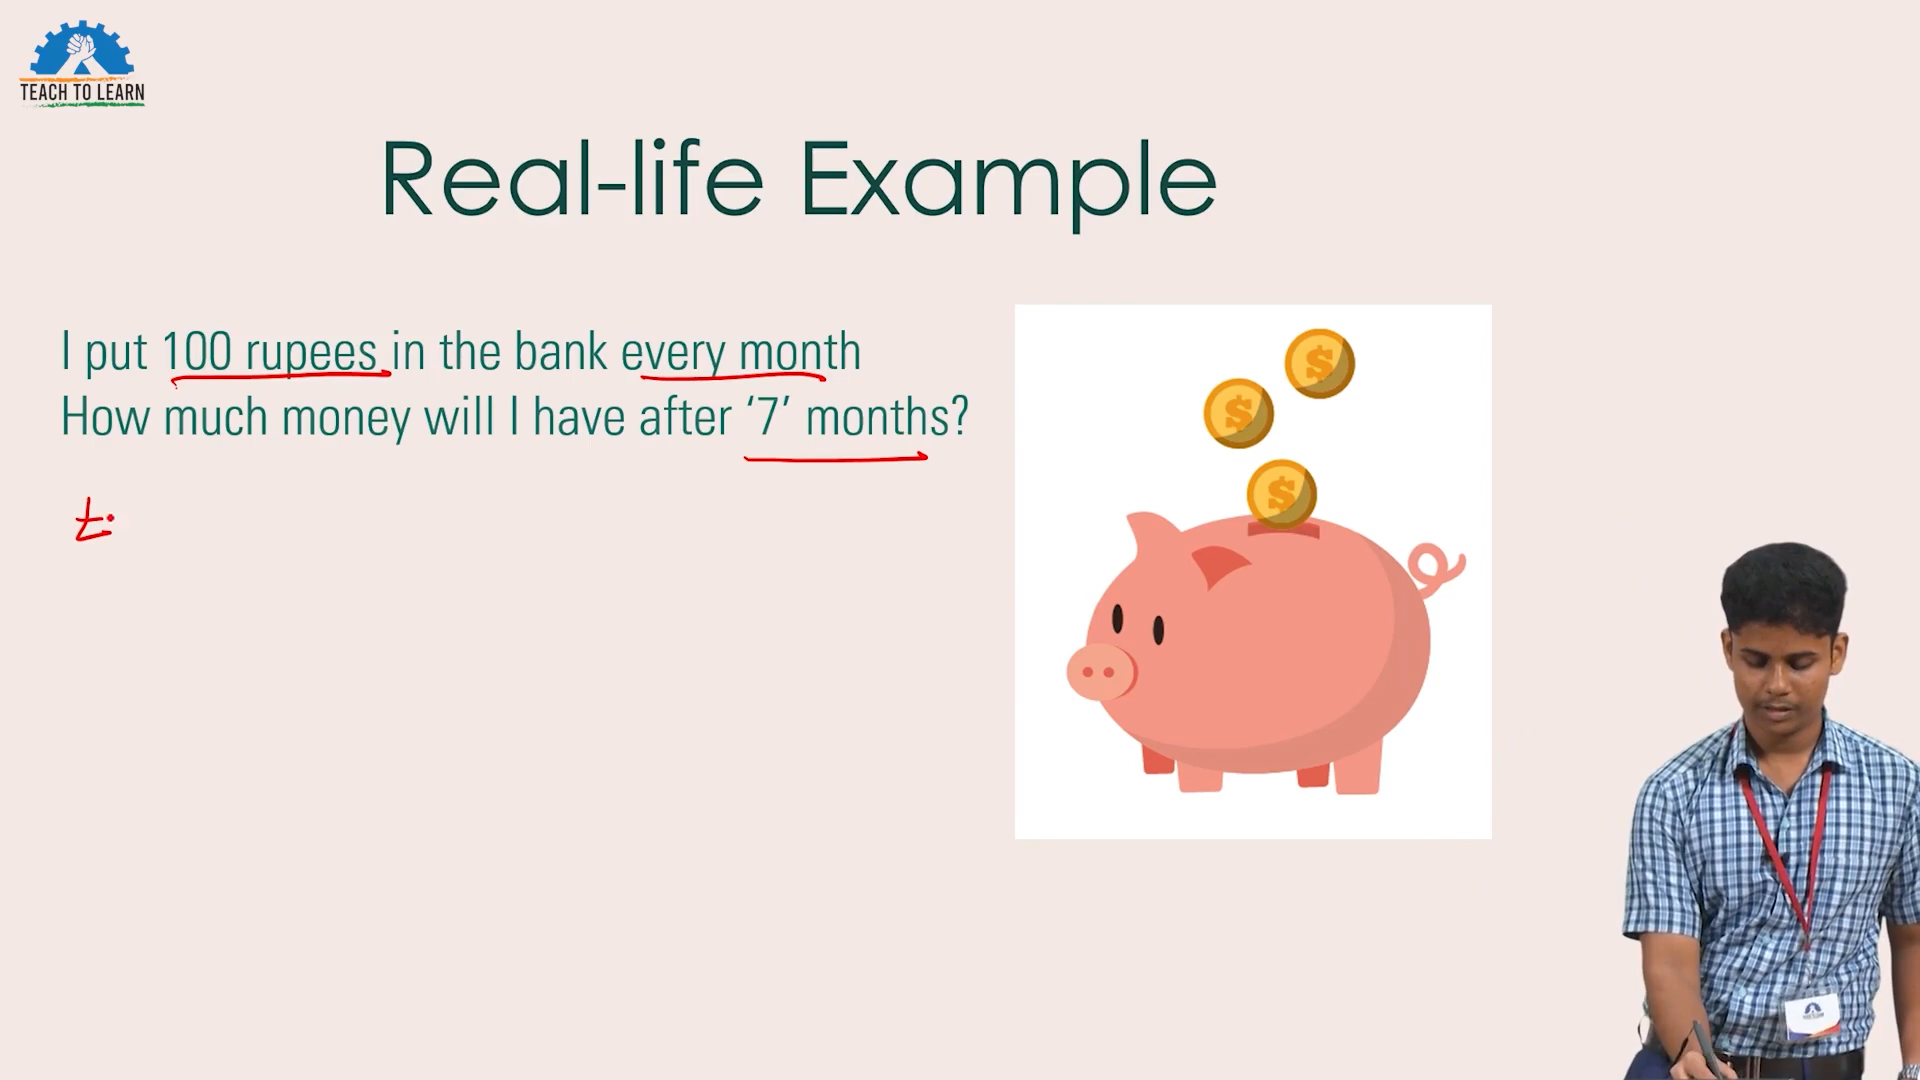 TEACH TO LEARN
Real-life Example
I put 100 rupees in the bank every month
How much money will I have after ‘7’ months?
t.